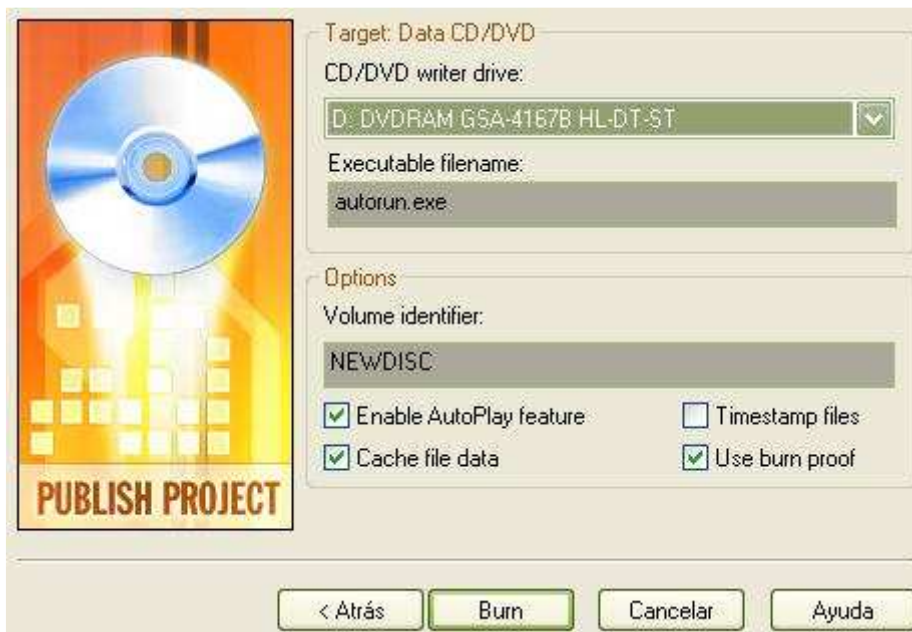 Target: Data CD/DVD
CD/DVD writer drive:
D: DVDRAM GSA-4167B HL-DT-ST
Executable filename:
autorun.exe
Options
Volume identifier:
NEWDISC
Enable AutoPlay feature
Timestamp files
Cache file data
Use burn proof
PUBLISH PROJECT
< Atrás
Burn
Cancelar
Ayuda